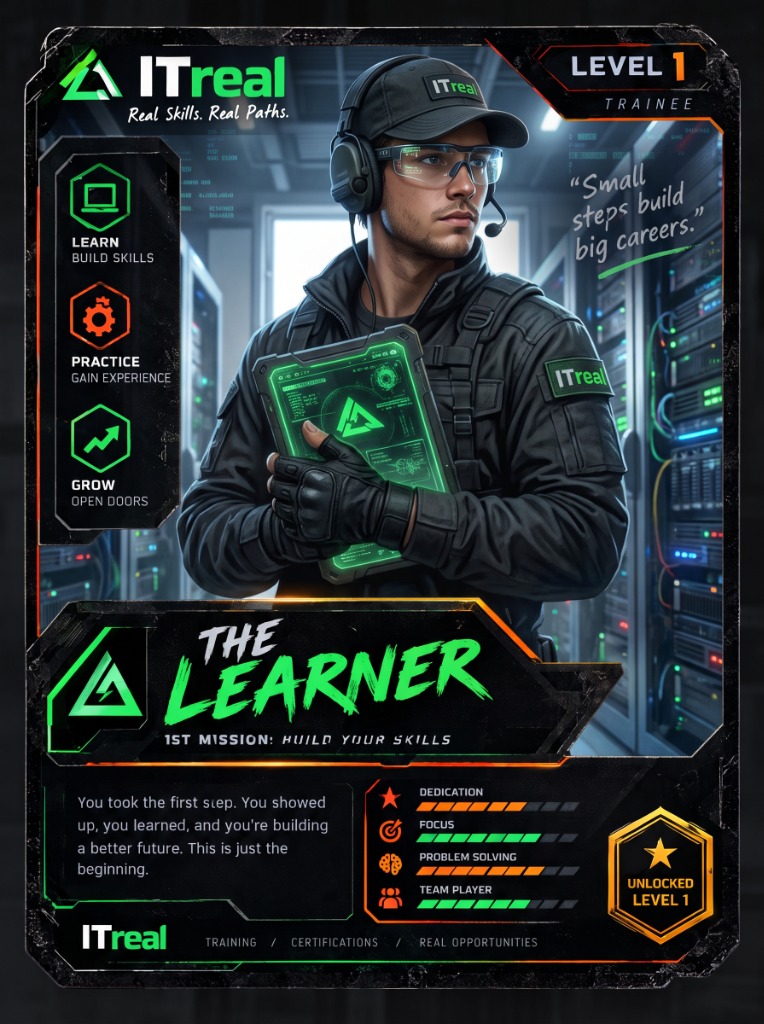 ITreal
Real Skills. Real Paths.
LEVEL 1
TRAINEE
ITreal
"Small
steps build
big careers."
LEARN
BUILD SKILLS
PRACTICE
GAIN EXPERIENCE
GROW
OPEN DOORS
ITreal
THE
LEARNER
1ST MISSION: BUILD YOUR SKILLS
You took the first step. You showed
up, you learned, and you're building
a better future. This is just the
beginning.
DEDICATION
FOCUS
PROBLEM SOLVING
TEAM PLAYER
UNLOCKED
LEVEL 1
ITreal
TRAINING / CERTIFICATIONS / REAL OPPORTUNITIES